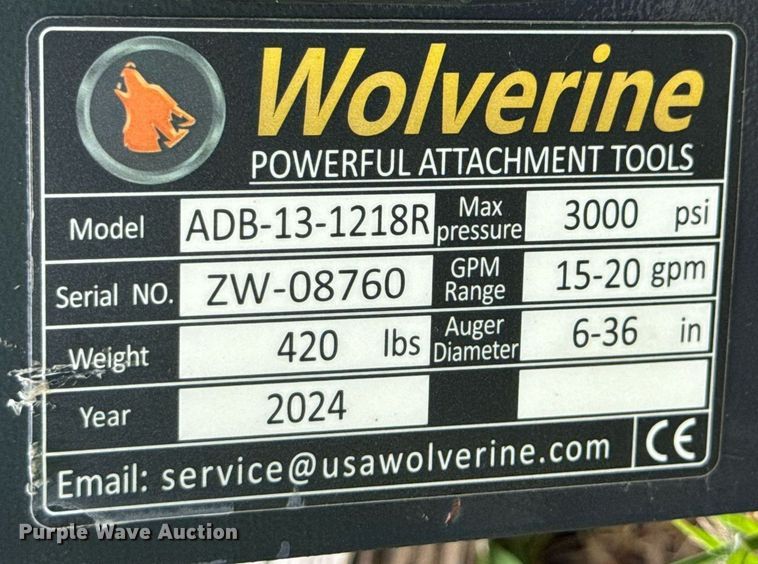 Wolverine
POWERFUL ATTACHMENT TOOLS
Model ADB-13-1218R Max pressure 3000 psi
Serial NO. ZW-08760 GPM Range 15-20 gpm
Weight 420 lbs Auger Diameter 6-36 in
Year 2024
Email: service@usawolverine.com CE
Purple Wave Auction